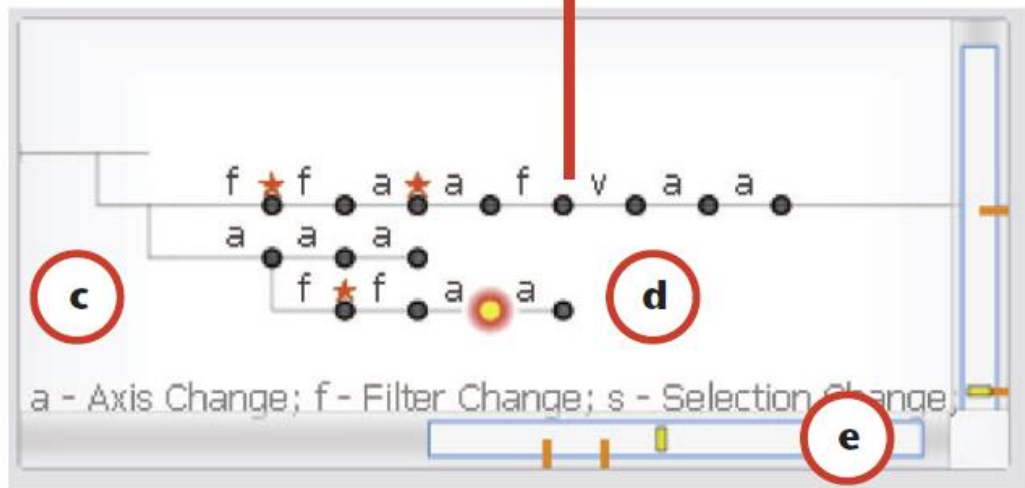 f f a a f v a a
a a a
c
f f a a
d
a - Axis Change; f - Filter Change; s - Selection Change;
e